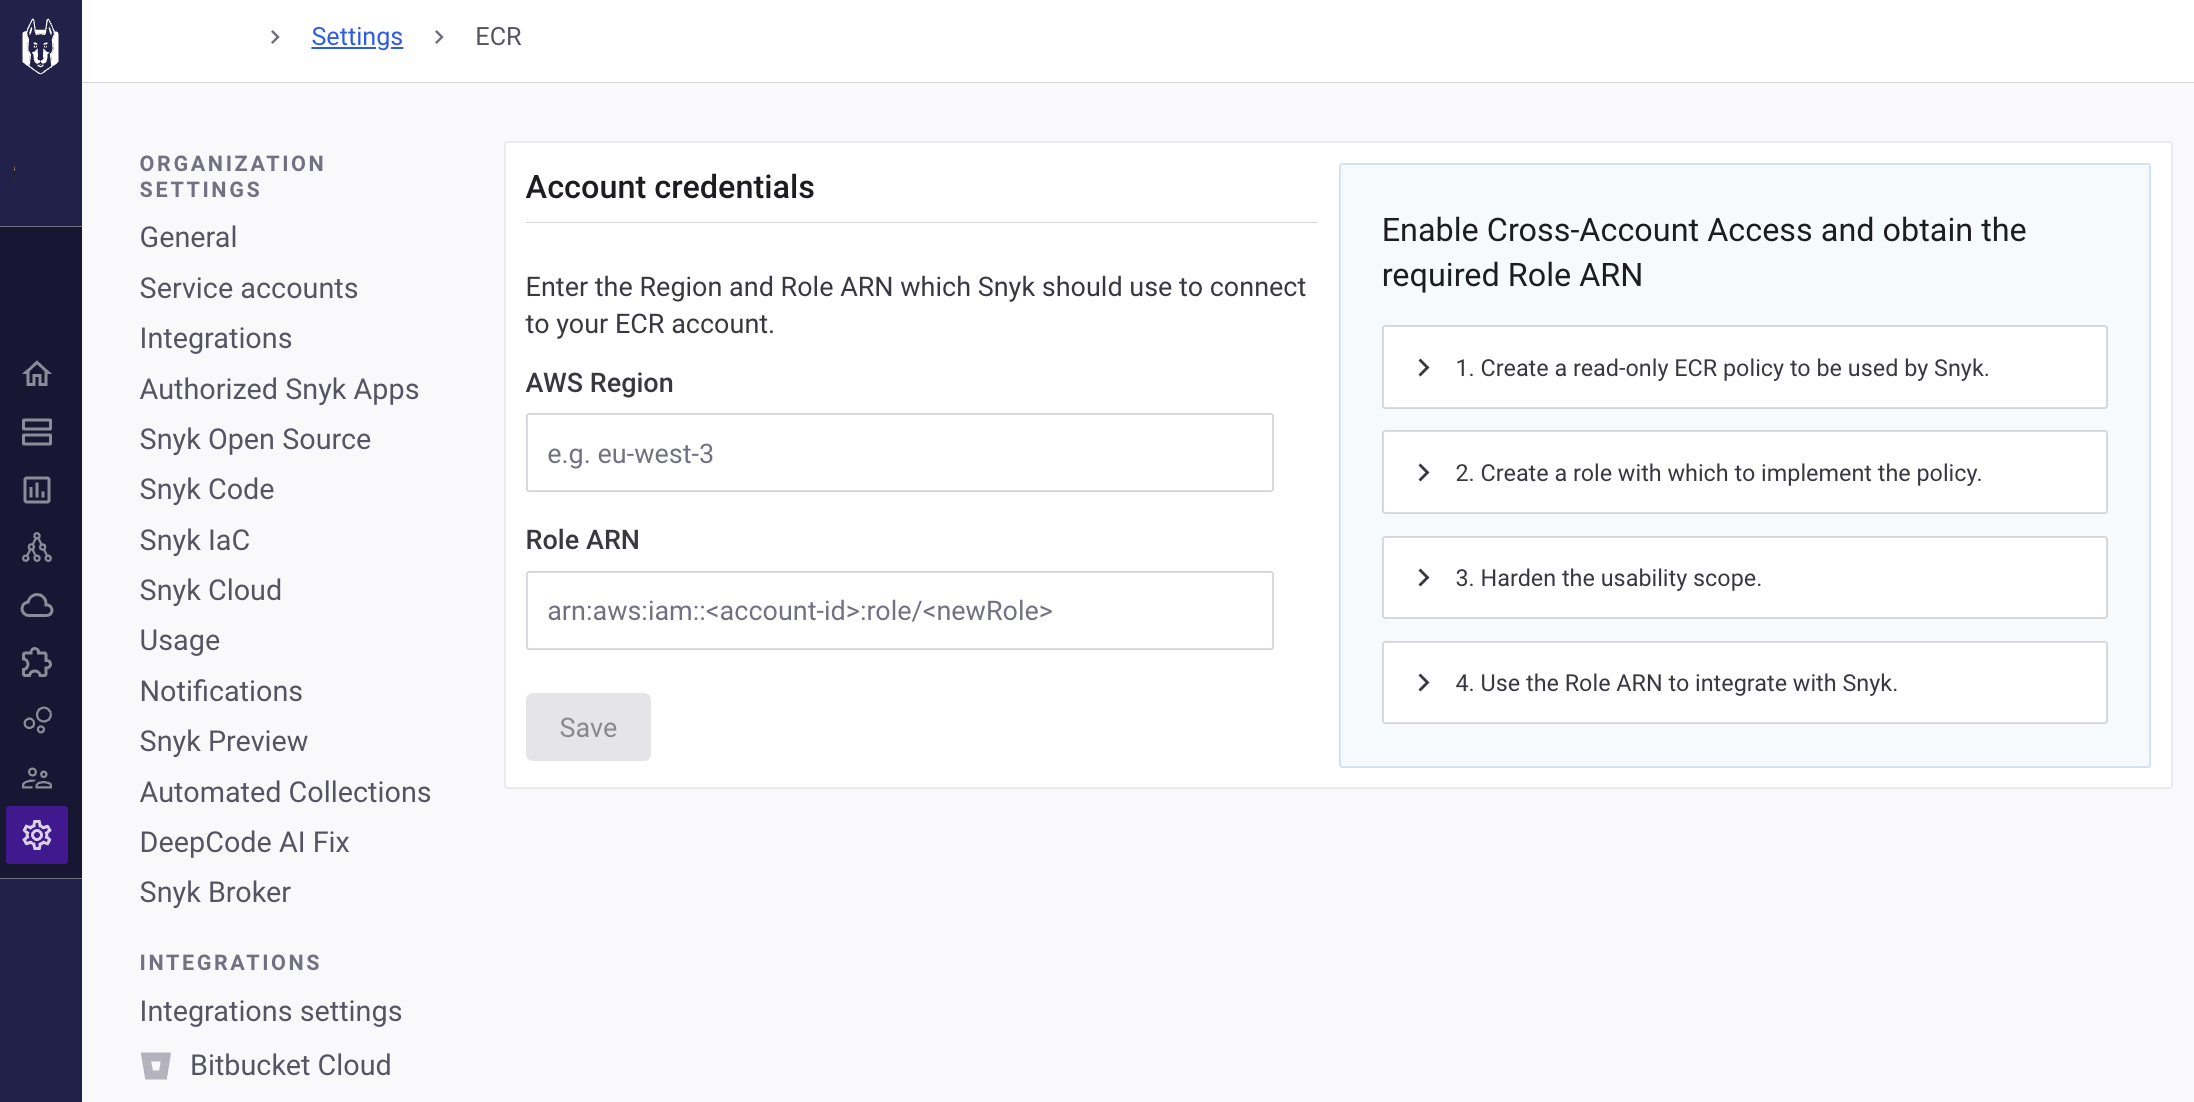 Settings
ECR
ORGANIZATION
SETTINGS
General
Service accounts
Integrations
Authorized Snyk Apps
Snyk Open Source
Snyk Code
Snyk IaC
Snyk Cloud
Usage
Notifications
Snyk Preview
Automated Collections
DeepCode AI Fix
Snyk Broker
INTEGRATIONS
Integrations settings
Bitbucket Cloud
Account credentials
Enter the Region and Role ARN which Snyk should use to connect
to your ECR account.
AWS Region
e.g. eu-west-3
Role ARN
arn:aws:iam::<account-id>:role/<newRole>
Save
Enable Cross-Account Access and obtain the
required Role ARN
1. Create a read-only ECR policy to be used by Snyk.
2. Create a role with which to implement the policy.
3. Harden the usability scope.
4. Use the Role ARN to integrate with Snyk.